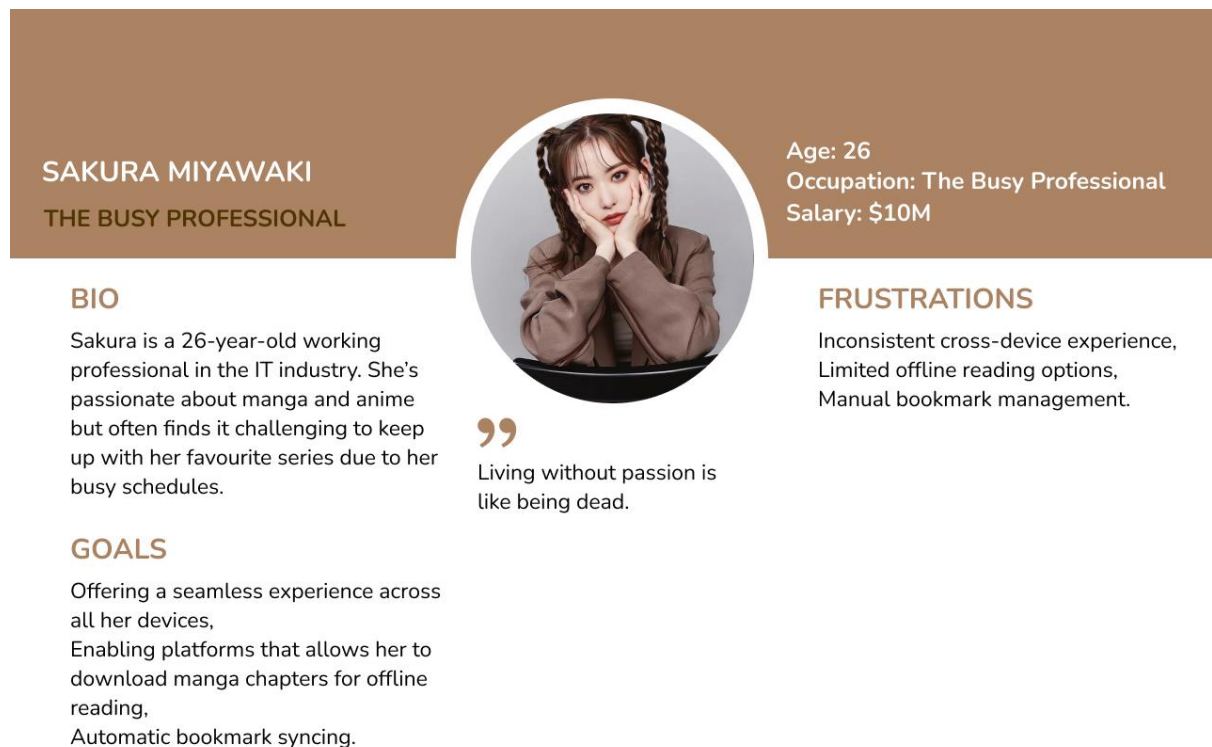 SAKURA MIYAWAKI
THE BUSY PROFESSIONAL
Age: 26
Occupation: The Busy Professional
Salary: $10M
BIO
Sakura is a 26-year-old working
professional in the IT industry. She’s
passionate about manga and anime
but often finds it challenging to keep
up with her favourite series due to her
busy schedules.
GOALS
Offering a seamless experience across
all her devices,
Enabling platforms that allows her to
download manga chapters for offline
reading,
Automatic bookmark syncing.
”
Living without passion is
like being dead.
FRUSTRATIONS
Inconsistent cross-device experience,
Limited offline reading options,
Manual bookmark management.